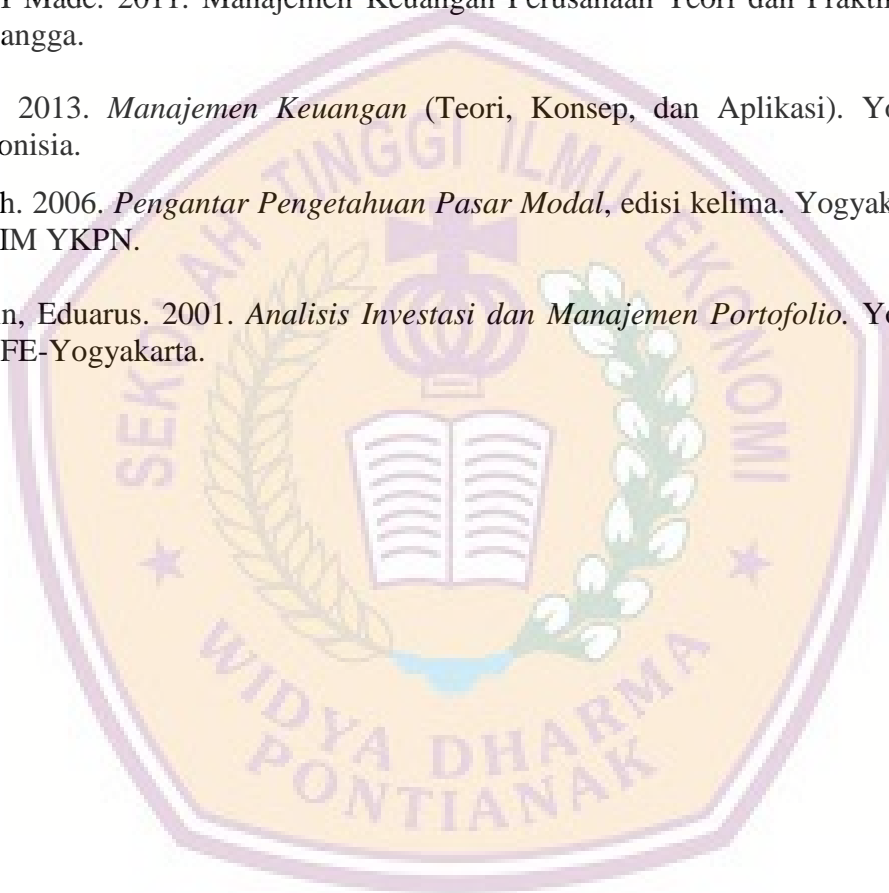 I Made. 2011. Manajemen Keuangan Perusahaan Teori dan Prakti
angga.
2013. Manajemen Keuangan (Teori, Konsep, dan Aplikasi). Yo
onisia.
h. 2006. Pengantar Pengetahuan Pasar Modal, edisi kelima. Yogyak
IM YKPN.
n, Eduarus. 2001. Analisis Investasi dan Manajemen Portofolio. Yo
FE-Yogyakarta.
SEKOLAH TINGGI ILMU EKONOMI
WIDYA DHARMA
PONTIANAK